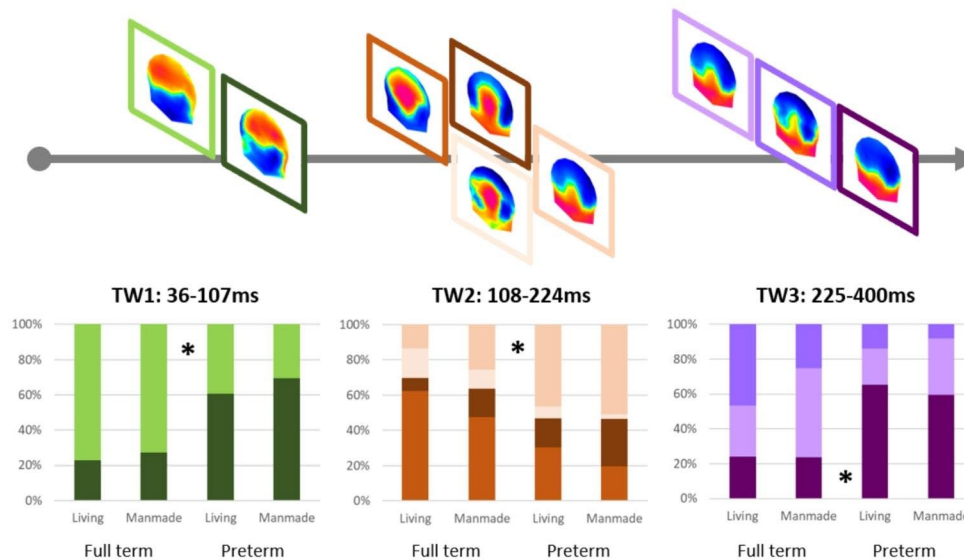 TW1: 36-107ms
TW2: 108-224ms
TW3: 225-400ms
100%
80%
60%
40%
20%
0%
*
Living
Manmade
Living
Manmade
Full term
Preterm
100%
80%
60%
40%
20%
0%
*
Living
Manmade
Living
Manmade
Full term
Preterm
100%
80%
60%
40%
20%
0%
*
Living
Manmade
Living
Manmade
Full term
Preterm